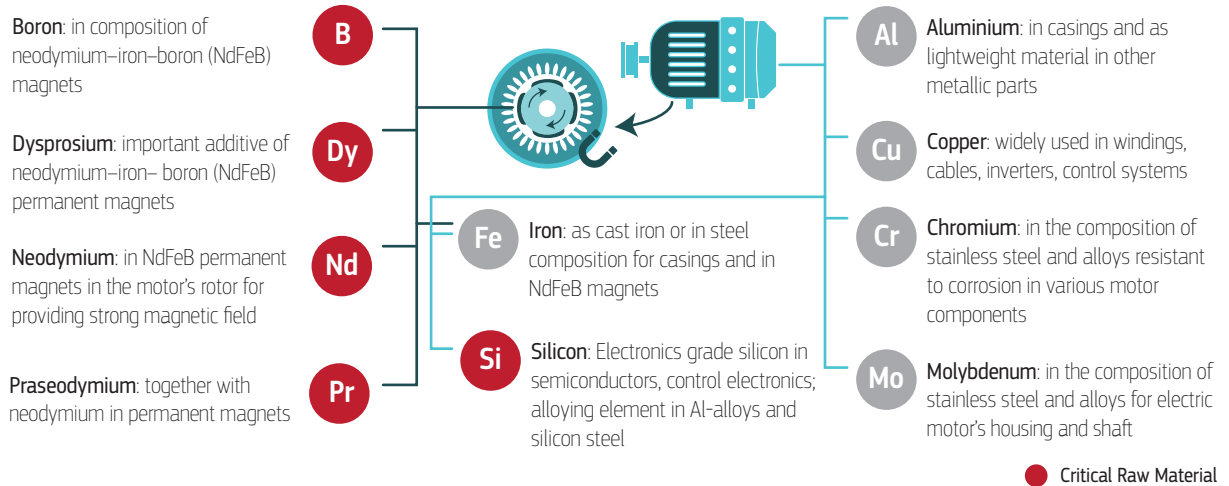 B
Boron: in composition of
neodymium–iron–boron (NdFeB)
magnets
Dy
Dysprosium: important additive of
neodymium–iron– boron (NdFeB)
permanent magnets
Nd
Neodymium: in NdFeB permanent
magnets in the motor's rotor for
providing strong magnetic field
Pr
Praseodymium: together with
neodymium in permanent magnets
Fe
Iron: as cast iron or in steel
composition for casings and in
NdFeB magnets
Si
Silicon: Electronics grade silicon in
semiconductors, control electronics;
alloying element in Al-alloys and
silicon steel
Al
Aluminium: in casings and as
lightweight material in other
metallic parts
Cu
Copper: widely used in windings,
cables, inverters, control systems
Cr
Chromium: in the composition of
stainless steel and alloys resistant
to corrosion in various motor
components
Mo
Molybdenum: in the composition of
stainless steel and alloys for electric
motor's housing and shaft
Critical Raw Material